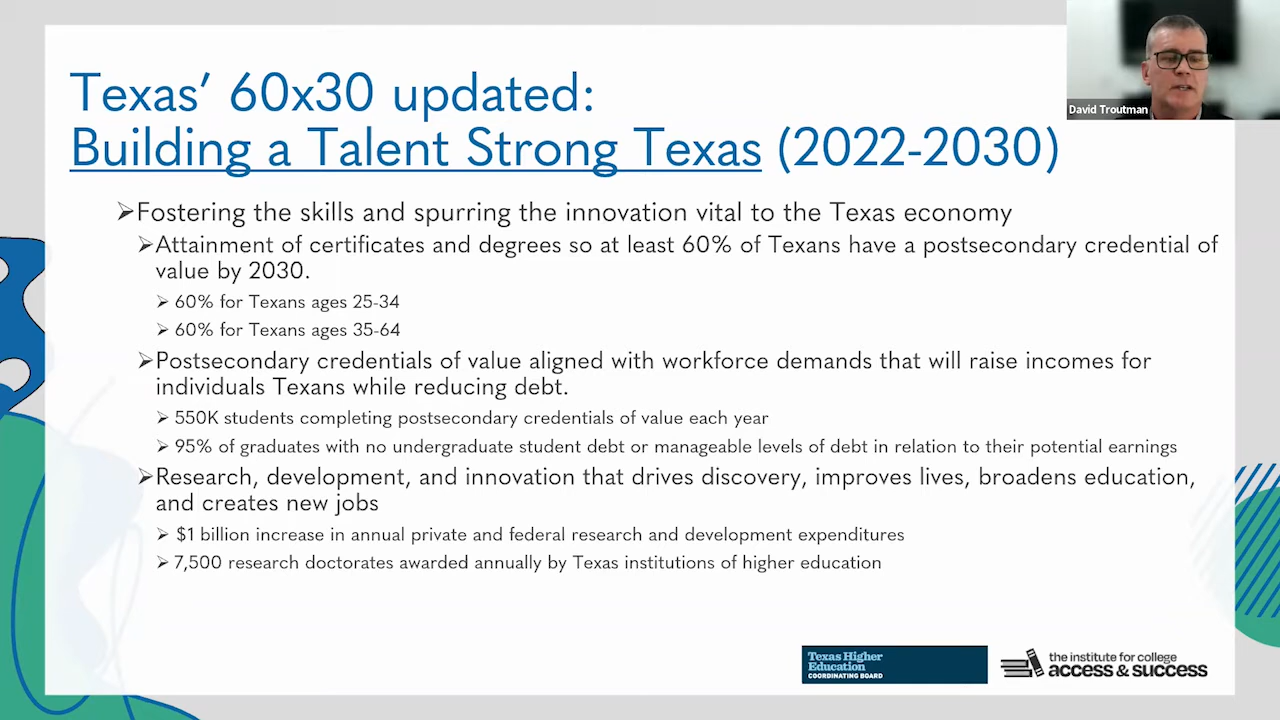 David Troutman
Texas’ 60x30 updated:
Building a Talent Strong Texas (2022-2030)
➢Fostering the skills and spurring the innovation vital to the Texas economy
➢Attainment of certificates and degrees so at least 60% of Texans have a postsecondary credential of
value by 2030.
➢ 60% for Texans ages 25-34
➢ 60% for Texans ages 35-64
➢Postsecondary credentials of value aligned with workforce demands that will raise incomes for
individuals Texans while reducing debt.
➢ 550K students completing postsecondary credentials of value each year
➢ 95% of graduates with no undergraduate student debt or manageable levels of debt in relation to their potential earnings
➢Research, development, and innovation that drives discovery, improves lives, broadens education,
and creates new jobs
➢ $1 billion increase in annual private and federal research and development expenditures
➢ 7,500 research doctorates awarded annually by Texas institutions of higher education
Texas Higher
Education
COORDINATING BOARD
the institute for college
access & success